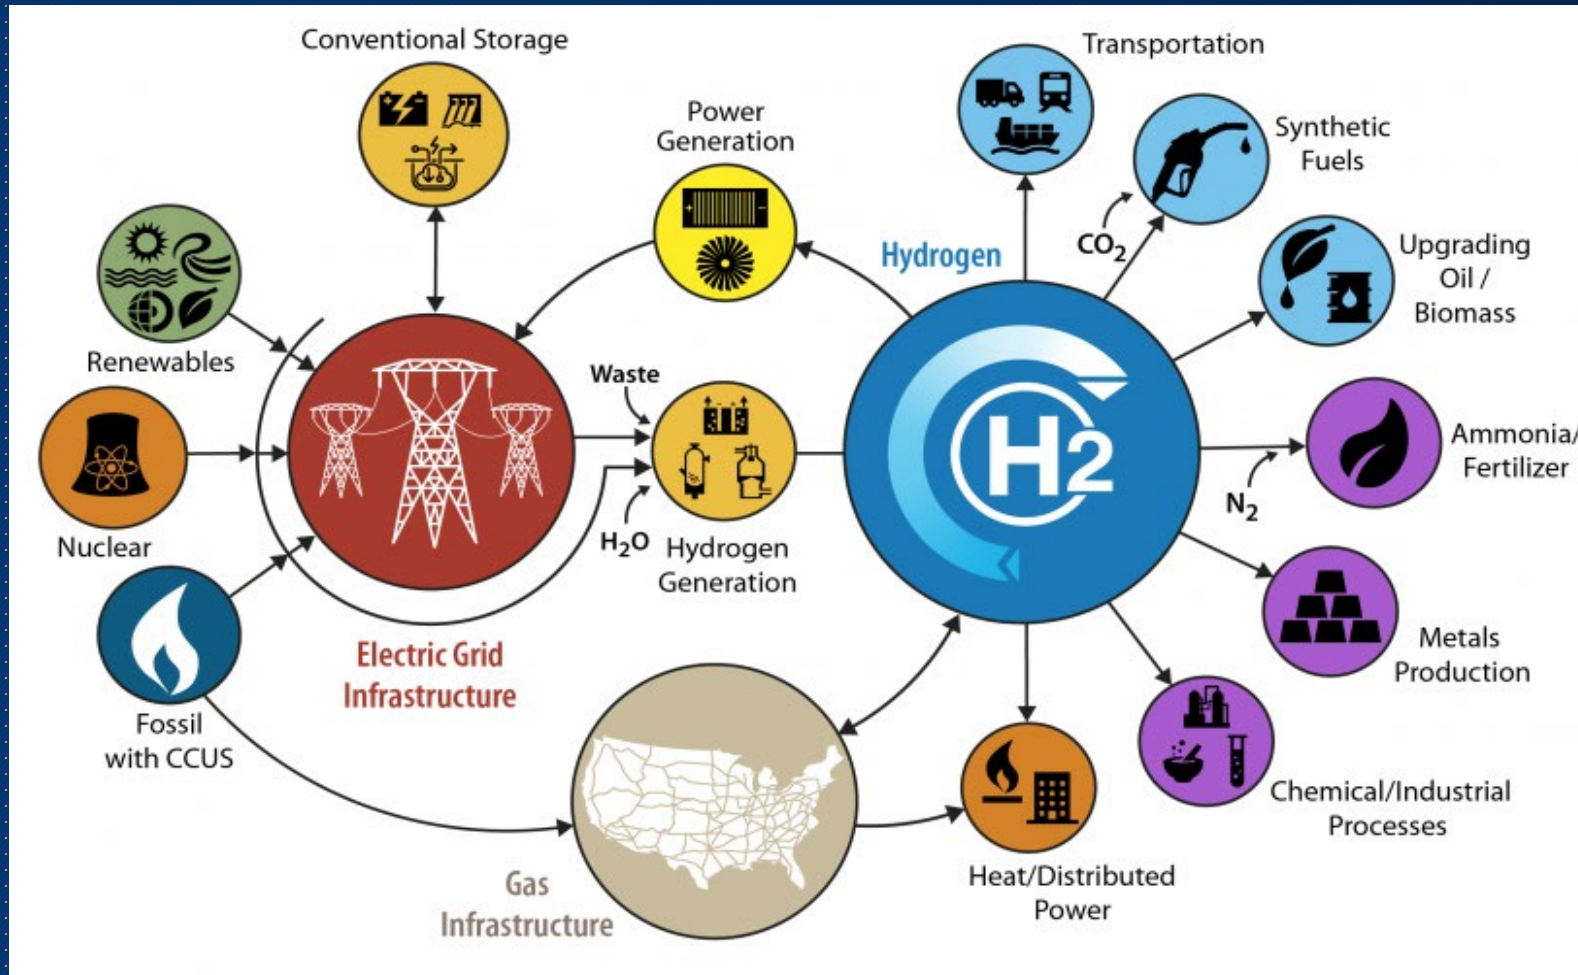 Conventional Storage
Transportation
Power
Generation
Synthetic
Fuels
CO₂
Hydrogen
Upgrading
Oil /
Biomass
Renewables
Waste
H2
Ammonia/
Fertilizer
N₂
Nuclear
H₂O
Hydrogen
Generation
Electric Grid
Infrastructure
Metals
Production
Fossil
with CCUS
Chemical/Industrial
Processes
Gas
Infrastructure
Heat/Distributed
Power